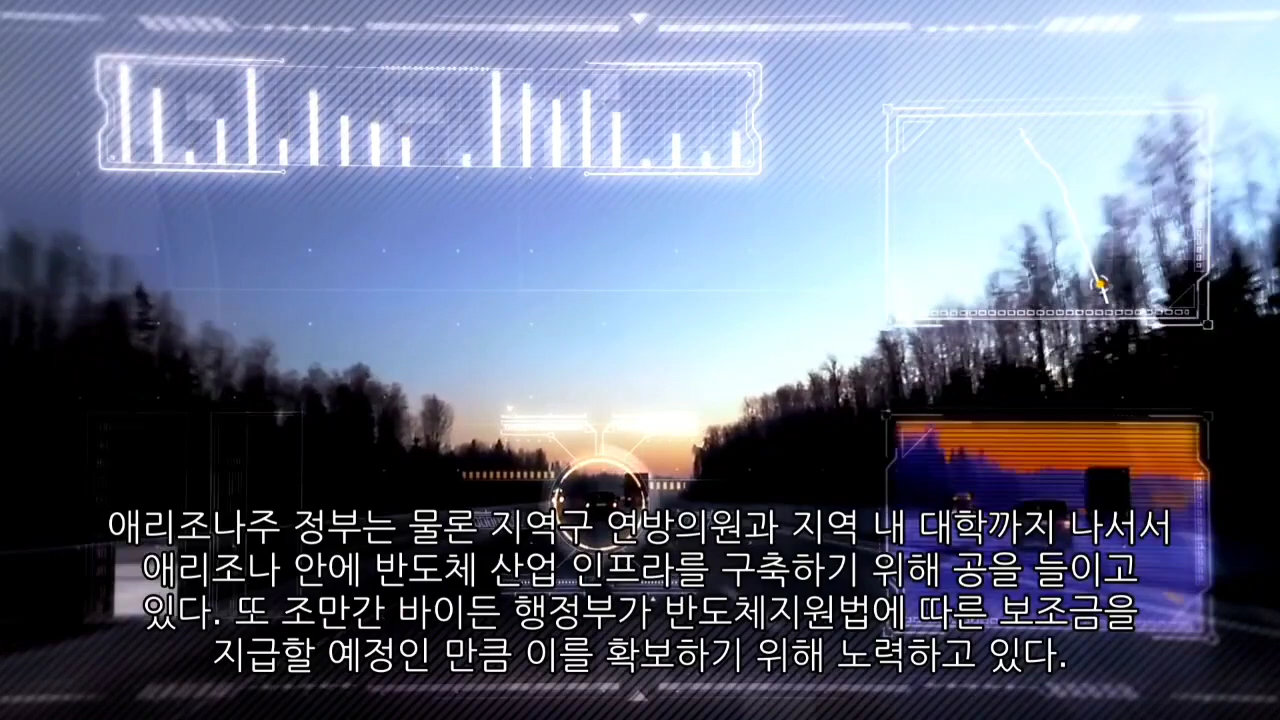 애리조나주 정부는 물론 지역구 연방의원과 지역 내 대학까지 나서서
애리조나 안에 반도체 산업 인프라를 구축하기 위해 공을 들이고
있다. 또 조만간 바이든 행정부가 반도체지원법에 따른 보조금을
지급할 예정인 만큼 이를 확보하기 위해 노력하고 있다.